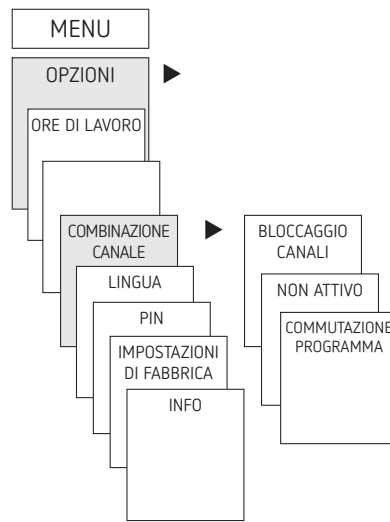 MENU
OPZIONI
ORE DI LAVORO
COMBINAZIONE
CANALE
LINGUA
PIN
IMPOSTAZIONI
DI FABBRICA
INFO
BLOCCAGGIO
CANALI
NON ATTIVO
COMMUTAZIONE
PROGRAMMA